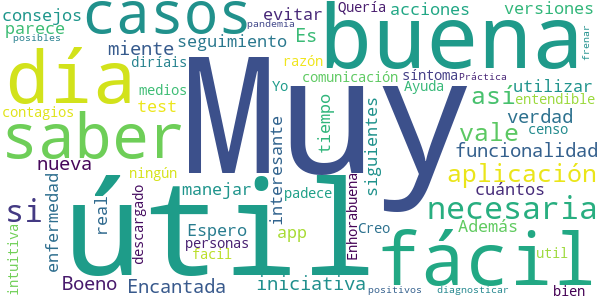 consejos
casos
pandemia
evitar
Quería
acciones
versiones
parece
posibles
miente
seguimiento
Es
buena
frenar
diríais
razón
día
Muy
comunicación
síntoma
Práctica
contagios
medios
test
Yo
Ayuda
utilizar
así
entendible
saber
interesante
tiempo
siguientes
vale
verdad
censo
nueva
ningún
funcionalidad
enfermedad
real
descargado
manejar
padece
aplicación
cuántos
si
útil
Enhorabuena
necesaria
intuitiva
Espero
personas
app
Creo
fácil
Además
facil
util
Boeno
Encantada
iniciativa
positivos
diagnosticar
bien